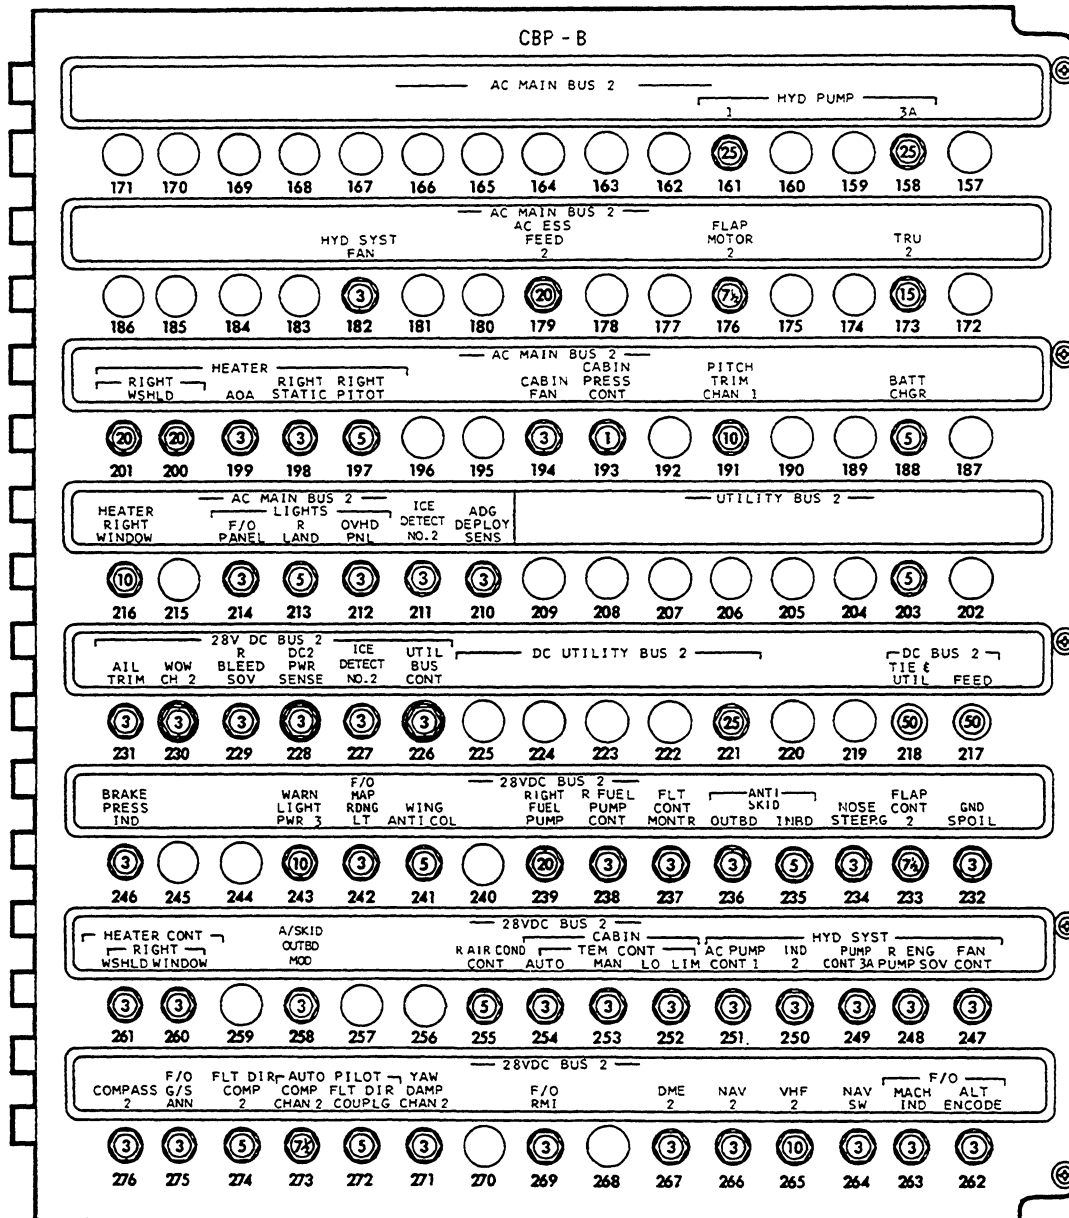 CBP - B
AC MAIN BUS 2
HYD PUMP
1 3A
25 25
171 170 169 168 167 166 165 164 163 162 161 160 159 158 157
AC MAIN BUS 2
AC ESS FLAP
HYD SYST FEED MOTOR TRU
FAN 2 2 2
3 20 7½ 15
186 185 184 183 182 181 180 179 178 177 176 175 174 173 172
AC MAIN BUS 2
HEATER CABIN PITCH
RIGHT RIGHT RIGHT CABIN PRESS TRIM BATT
WSHLD AOA STATIC PITOT FAN CONT CHAN 1 CHGR
20 20 3 3 5 3 1 10 5
201 200 199 198 197 196 195 194 193 192 191 190 189 188 187
AC MAIN BUS 2 UTILITY BUS 2
HEATER LIGHTS ICE ADG
RIGHT F/O R OVHD DETECT DEPLOY
WINDOW PANEL LAND PNL NO.2 SENS
10 3 5 3 3 3 5
216 215 214 213 212 211 210 209 208 207 206 205 204 203 202
28V DC BUS 2
R DC2 ICE UTIL DC UTILITY BUS 2 DC BUS 2
AIL WOW BLEED PWR DETECT BUS TIE &
TRIM CH 2 SOV SENSE NO.2 CONT UTIL FEED
3 3 3 3 3 3 25 50 50
231 230 229 228 227 226 225 224 223 222 221 220 219 218 217
28VDC BUS 2
F/O
BRAKE WARN MAP RIGHT R FUEL FLT ANTI FLAP
PRESS LIGHT RDNG WING FUEL PUMP CONT SKID NOSE CONT GND
IND PWR 3 LT ANTI COL PUMP CONT MONTR OUTBD INBD STEERG 2 SPOIL
3 10 3 5 20 3 3 3 5 3 7½ 3
246 245 244 243 242 241 240 239 238 237 236 235 234 233 232
28VDC BUS 2
HEATER CONT A/SKID CABIN HYD SYST
RIGHT OUTBD R AIR COND TEM CONT AC PUMP IND PUMP R ENG FAN
WSHLD WINDOW MOD CONT AUTO MAN LO LIM CONT 1 2 CONT 3A PUMP SOV CONT
3 3 3 5 3 3 3 3 3 3 3 3
261 260 259 258 257 256 255 254 253 252 251. 250 249 248 247
28VDC BUS 2
F/O FLT DIR AUTO PILOT YAW F/O
COMPASS G/S COMP COMP FLT DIR DAMP F/O DME NAV VHF NAV MACH ALT
2 ANN 2 CHAN 2 COUPLG CHAN 2 RMI 2 2 2 SW IND ENCODE
3 3 5 7½ 5 3 3 3 3 10 3 3 3
276 275 274 273 272 271 270 269 268 267 266 265 264 263 262